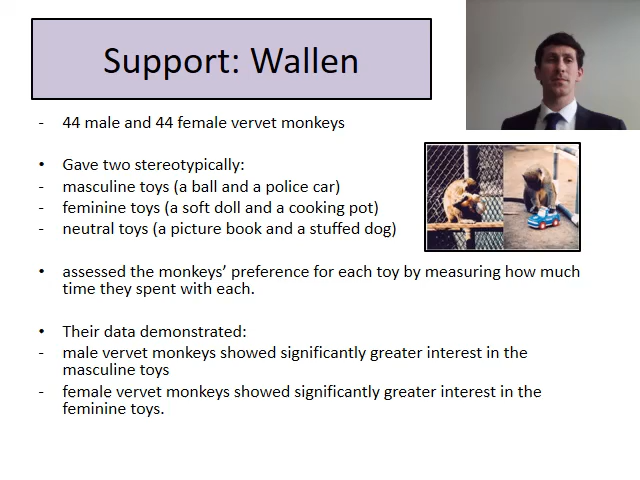 Support: Wallen
- 44 male and 44 female vervet monkeys
• Gave two stereotypically:
- masculine toys (a ball and a police car)
- feminine toys (a soft doll and a cooking pot)
- neutral toys (a picture book and a stuffed dog)
• assessed the monkeys’ preference for each toy by measuring how much
time they spent with each.
• Their data demonstrated:
- male vervet monkeys showed significantly greater interest in the
masculine toys
- female vervet monkeys showed significantly greater interest in the
feminine toys.